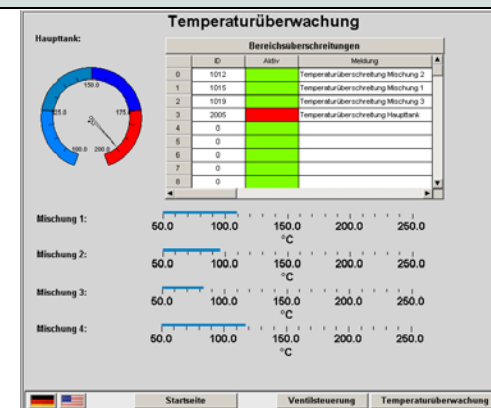 Temperaturüberwachung
Haupttank:
Bereichsüberschreitungen
ID Aktiv Meldung
0 1012 Temperaturüberschreitung Mischung 2
1 1015 Temperaturüberschreitung Mischung 1
2 1019 Temperaturüberschreitung Mischung 3
3 2005 Temperaturüberschreitung Haupttank
4 0
5 0
6 0
7 0
8 0
150.0
175.
100.0 200.
Mischung 1:
50.0 100.0 150.0 200.0 250.0
°C
Mischung 2:
50.0 100.0 150.0 200.0 250.0
°C
Mischung 3:
50.0 100.0 150.0 200.0 250.0
°C
Mischung 4:
50.0 100.0 150.0 200.0 250.0
°C
Startseite Ventilsteuerung Temperaturüberwachung